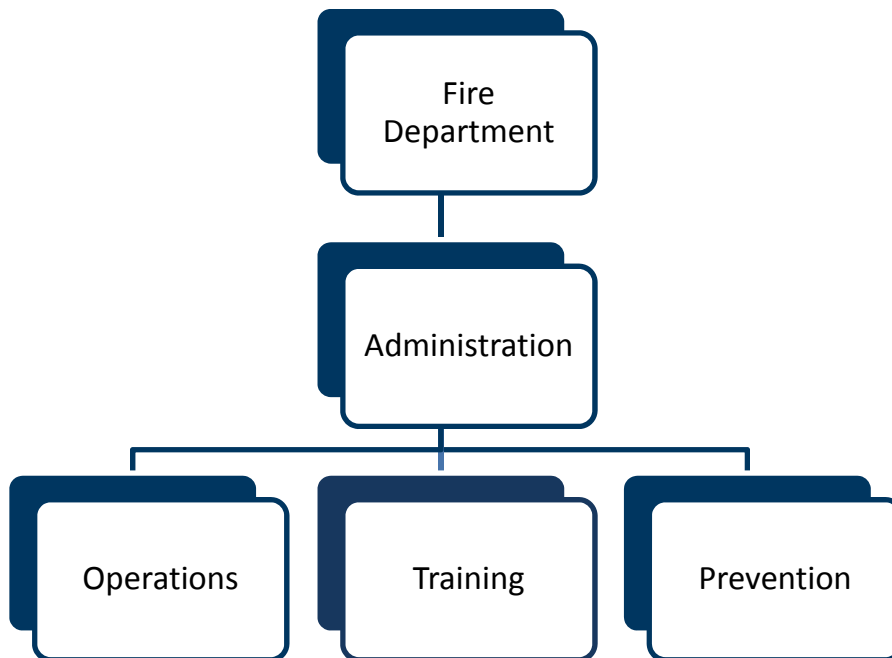 Fire
Department
Administration
Operations
Training
Prevention